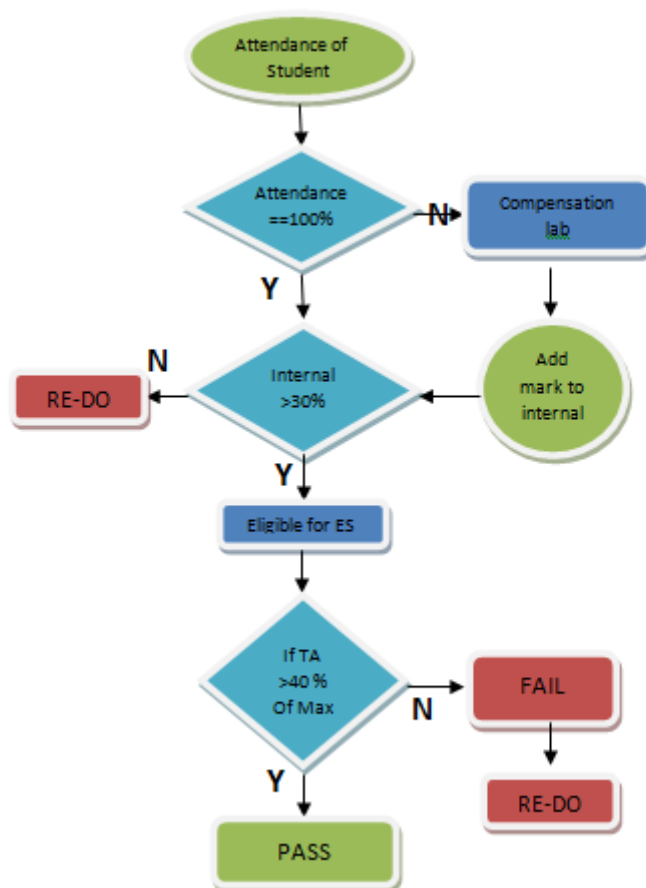 Attendance of
Student
Attendance
==100%
N
Compensation
lab
Y
Internal
>30%
N
RE-DO
Add
mark to
internal
Y
Eligible for ES
If TA
>40 %
Of Max
N
FAIL
Y
RE-DO
PASS